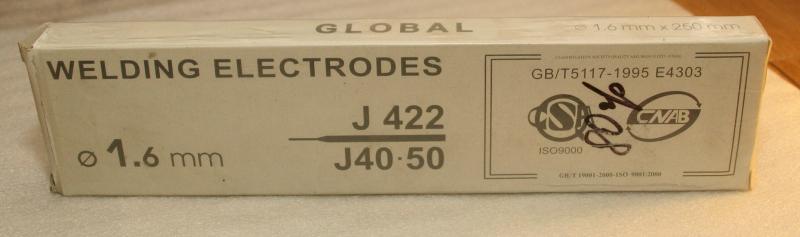 GLOBAL ø 1.6 mm x 250 mm
WELDING ELECTRODES
J 422
ø 1.6 mm
J40·50
GB/T5117-1995 E4303
CNAB
ISO9000
GB/T 19001-2000-ISO 9001:2000